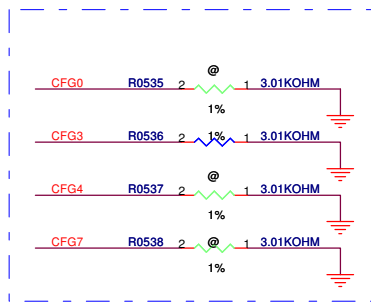 @
CFG0 R0535 2 1 3.01KOHM
1%
CFG3 R0536 2 1% 1 3.01KOHM
@
CFG4 R0537 2 1 3.01KOHM
1%
CFG7 R0538 2 @ 1 3.01KOHM
1%